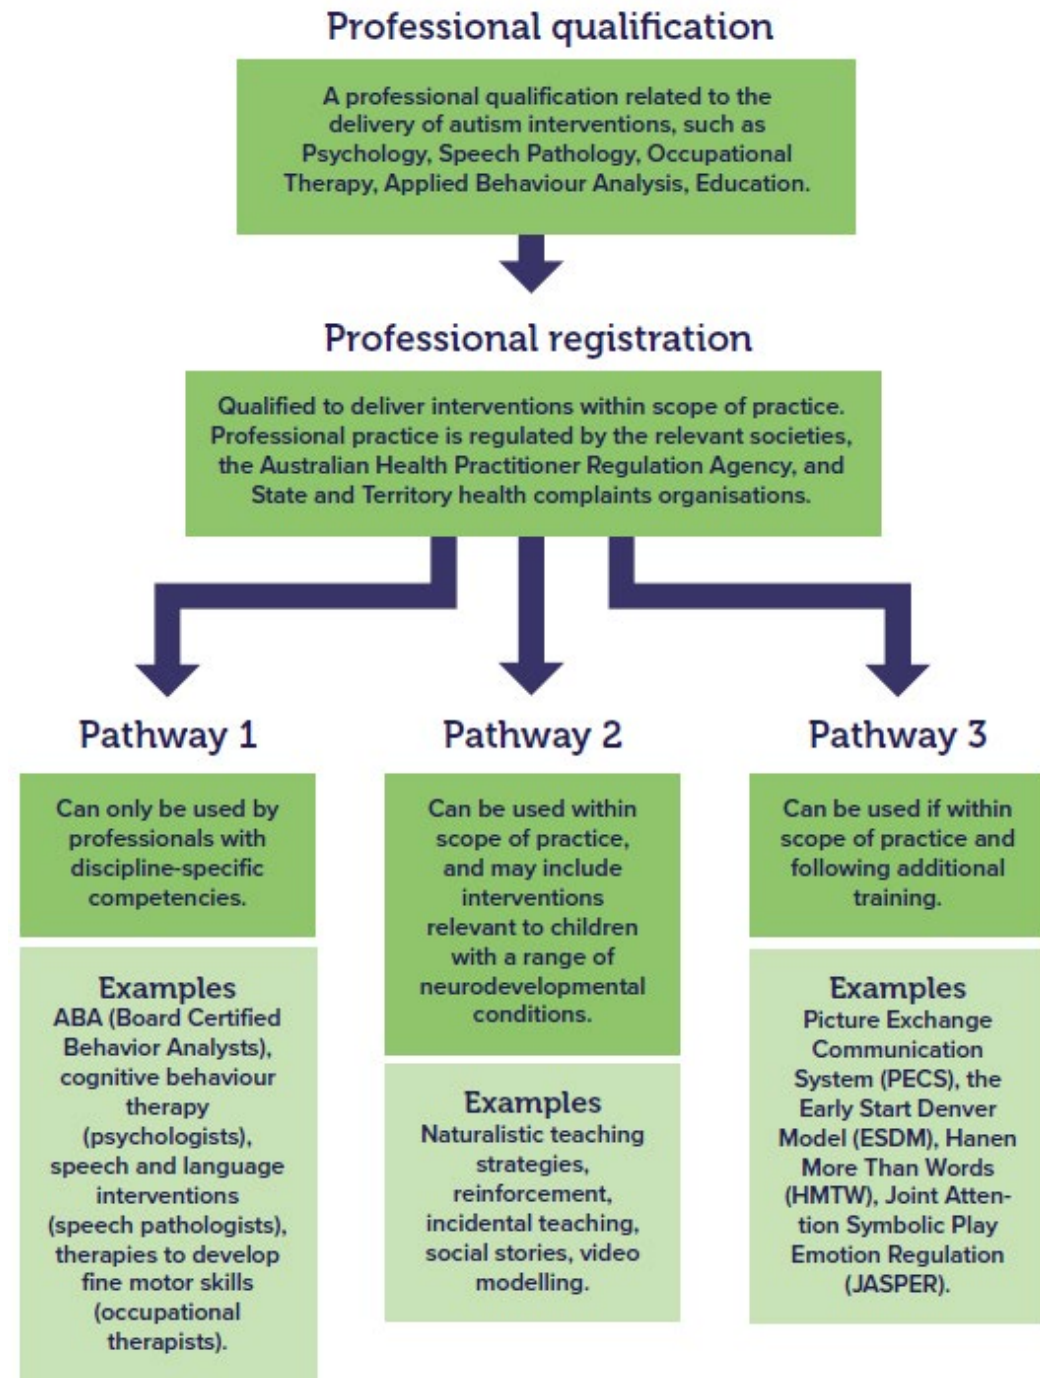 Professional qualification
A professional qualification related to the
delivery of autism interventions, such as
Psychology, Speech Pathology, Occupational
Therapy, Applied Behaviour Analysis, Education.
Professional registration
Qualified to deliver interventions within scope of practice.
Professional practice is regulated by the relevant societies,
the Australian Health Practitioner Regulation Agency, and
State and Territory health complaints organisations.
Pathway 1
Can only be used by
professionals with
discipline-specific
competencies.
Examples
ABA (Board Certified
Behavior Analysts),
cognitive behaviour
therapy
(psychologists),
speech and language
interventions
(speech pathologists),
therapies to develop
fine motor skills
(occupational
therapists).
Pathway 2
Can be used within
scope of practice,
and may include
interventions
relevant to children
with a range of
neurodevelopmental
conditions.
Examples
Naturalistic teaching
strategies,
reinforcement,
incidental teaching,
social stories, video
modelling.
Pathway 3
Can be used if within
scope of practice and
following additional
training.
Examples
Picture Exchange
Communication
System (PECS), the
Early Start Denver
Model (ESDM), Hanen
More Than Words
(HMTW), Joint Atten-
tion Symbolic Play
Emotion Regulation
(JASPER).